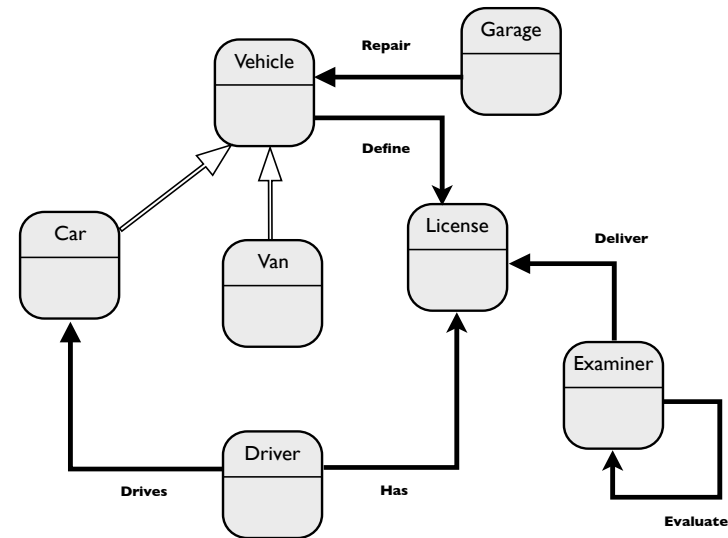 Garage
Repair
Vehicle
Define
Car
License
Deliver
Van
Examiner
Driver
Drives
Has
Evaluate